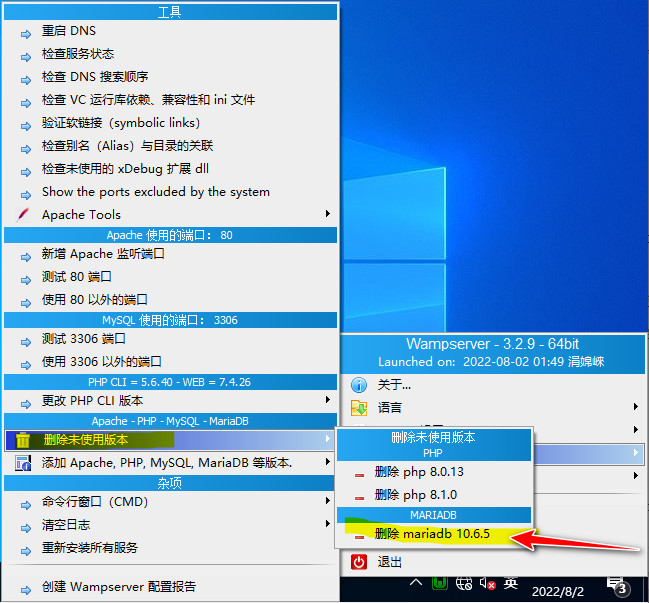 工具
重启 DNS
检查服务状态
检查 DNS 搜索顺序
检查 VC 运行库依赖、兼容性和 ini 文件
验证软链接（symbolic links）
检查别名（Alias）与目录的关联
检查未使用的 xDebug 扩展 dll
Show the ports excluded by the system
Apache Tools
Apache 使用的端口： 80
新增 Apache 监听端口
测试 80 端口
使用 80 以外的端口
MySQL 使用的端口： 3306
测试 3306 端口
使用 3306 以外的端口
PHP CLI = 5.6.40 - WEB = 7.4.26
更改 PHP CLI 版本
Apache - PHP - MySQL - MariaDB
删除未使用版本
添加 Apache, PHP, MySQL, MariaDB 等版本.
杂项
命令行窗口（CMD）
清空日志
重新安装所有服务
创建 Wampserver 配置报告
Wampserver - 3.2.9 - 64bit
Launched on: 2022-08-02 01:49 涓嬵崍
关于...
语言
删除未使用版本
PHP
删除 php 8.0.13
删除 php 8.1.0
MARIADB
删除 mariadb 10.6.5
退出
英
2022/8/2
3